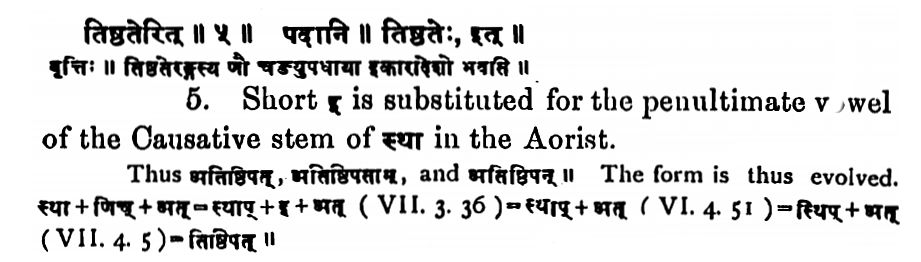 तिष्ठतेरित् ॥ ५ ॥ पदानि ॥ तिष्ठतेः, इत् ॥
वृत्तिः ॥ तिष्ठतेरङ्गस्य णौ चङ्युपधाया इकारादेशो भवति ॥
5. Short इ is substituted for the penultimate vowel
of the Causative stem of स्था in the Aorist.
Thus अतिष्ठिपत्, अतिष्ठिपताम्, and अतिष्ठिपन् ॥ The form is thus evolved.
स्था + णिच् + अत् = स्थाप् + इ + अत् ( VII. 3. 36 ) = स्थाप् + अत् ( VI. 4. 51 ) = स्थिप् + अत्
( VII. 4. 5 ) = तिष्ठिपत् ॥